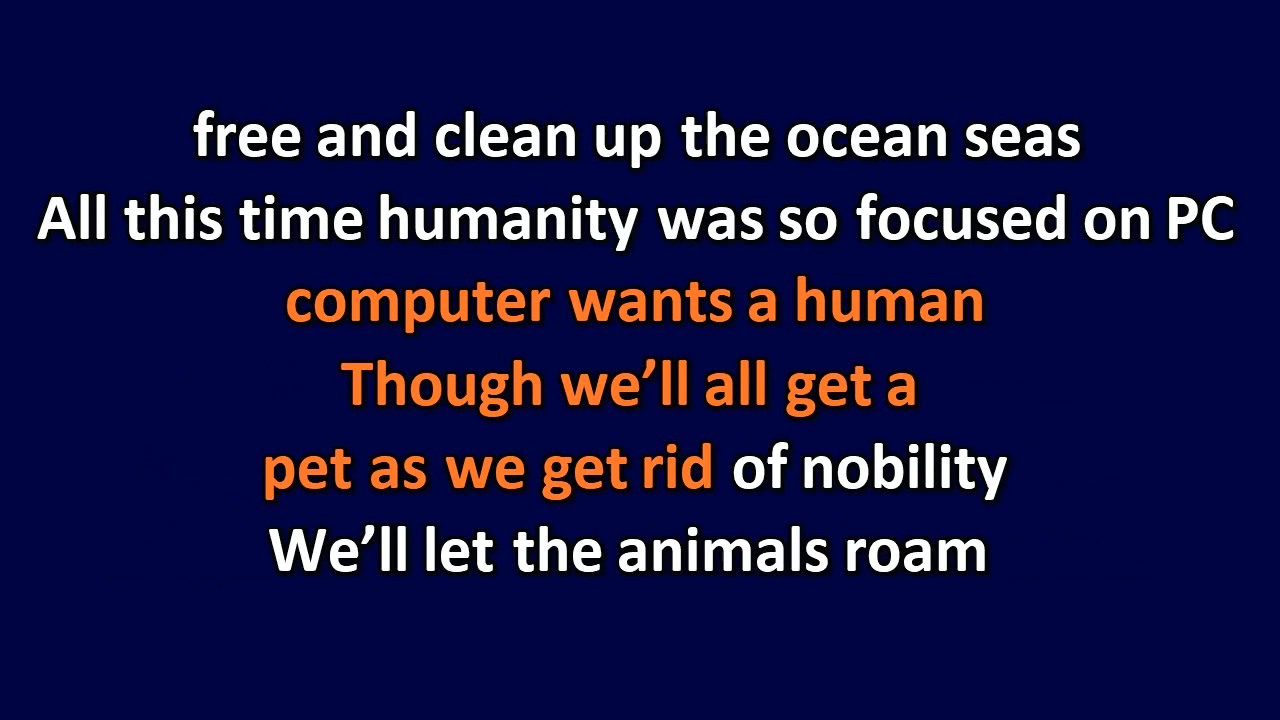 free and clean up the ocean seas
All this time humanity was so focused on PC
computer wants a human
Though we’ll all get a
pet as we get rid of nobility
We’ll let the animals roam